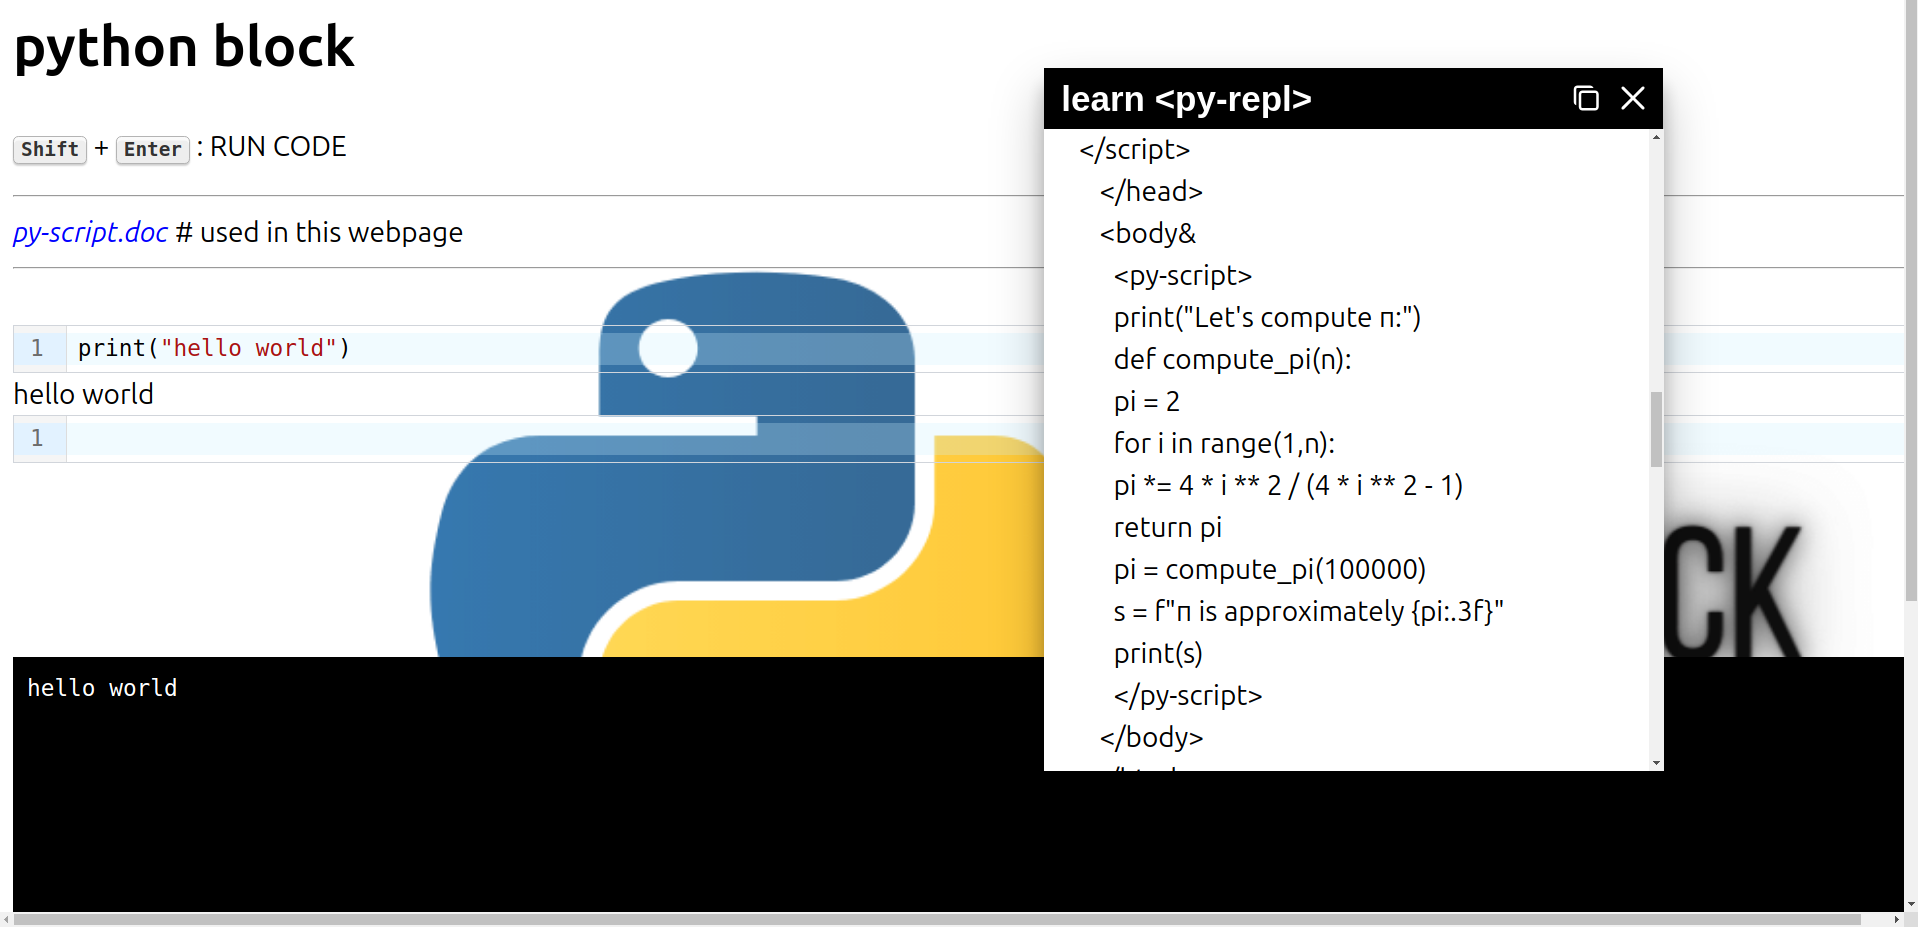 python block
Shift + Enter : RUN CODE
py-script.doc # used in this webpage
1 print("hello world")
hello world
1
hello world
learn <py-repl>
</script>
</head>
<body&
<py-script>
print("Let's compute π:")
def compute_pi(n):
pi = 2
for i in range(1,n):
pi *= 4 * i ** 2 / (4 * i ** 2 - 1)
return pi
pi = compute_pi(100000)
s = f"π is approximately {pi:.3f}"
print(s)
</py-script>
</body>
CK